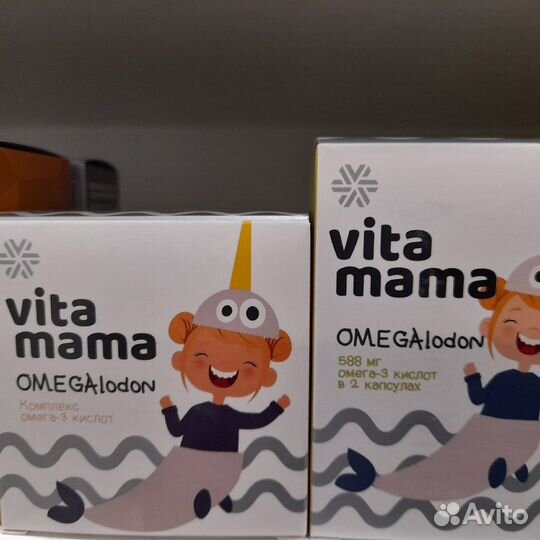 vita
mama
OMEGAlodon
Комплекс
омега-3 кислот
vita
mama
OMEGAlodon
588 мг
омега-3 кислот
в 2 капсулах
Avito